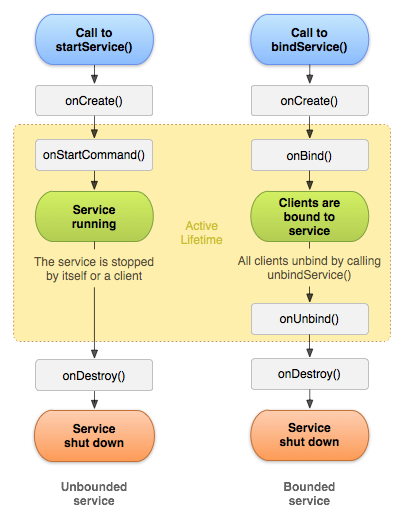 Call to
startService()
onCreate()
onStartCommand()
Service
running
The service is stopped
by itself or a client
onDestroy()
Service
shut down
Unbounded
service
Active
Lifetime
Call to
bindService()
onCreate()
onBind()
Clients are
bound to
service
All clients unbind by calling
unbindService()
onUnbind()
onDestroy()
Service
shut down
Bounded
service